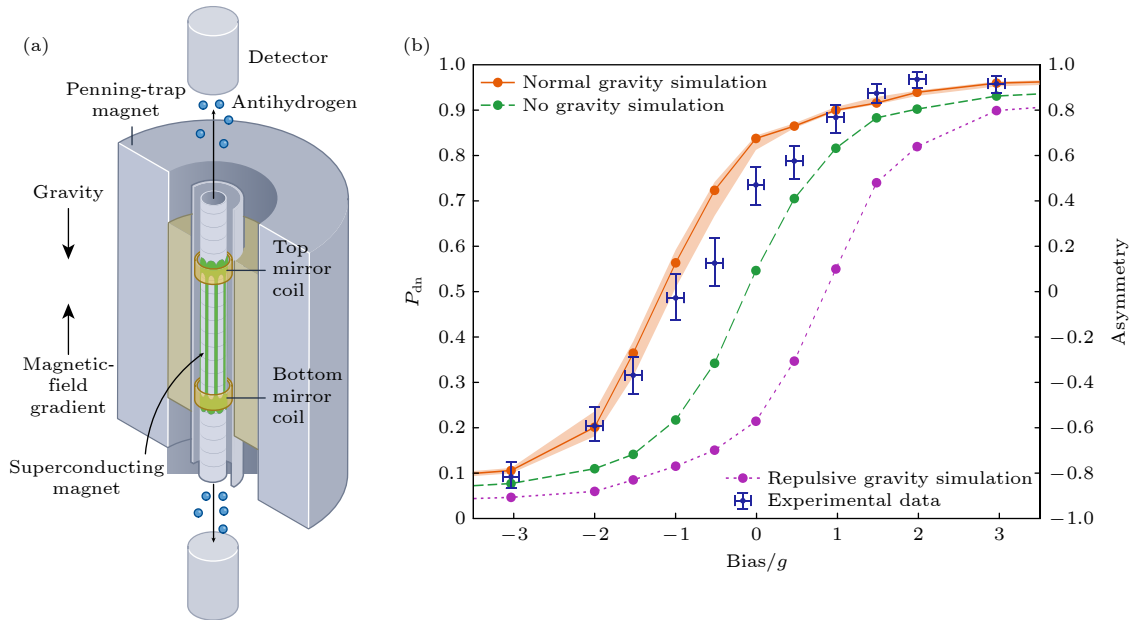 (a)
Detector
Penning-trap
magnet
Antihydrogen
Gravity
Top
mirror
coil
Magnetic-
field
gradient
Bottom
mirror
coil
Superconducting
magnet
(b)
Normal gravity simulation
No gravity simulation
Repulsive gravity simulation
Experimental data
1.0
0.9
0.8
0.7
0.6
0.5
0.4
0.3
0.2
0.1
0
P_dn
−3
−2
−1
0
1
2
3
Bias/g
1.0
0.8
0.6
0.4
0.2
0
−0.2
−0.4
−0.6
−0.8
−1.0
Asymmetry